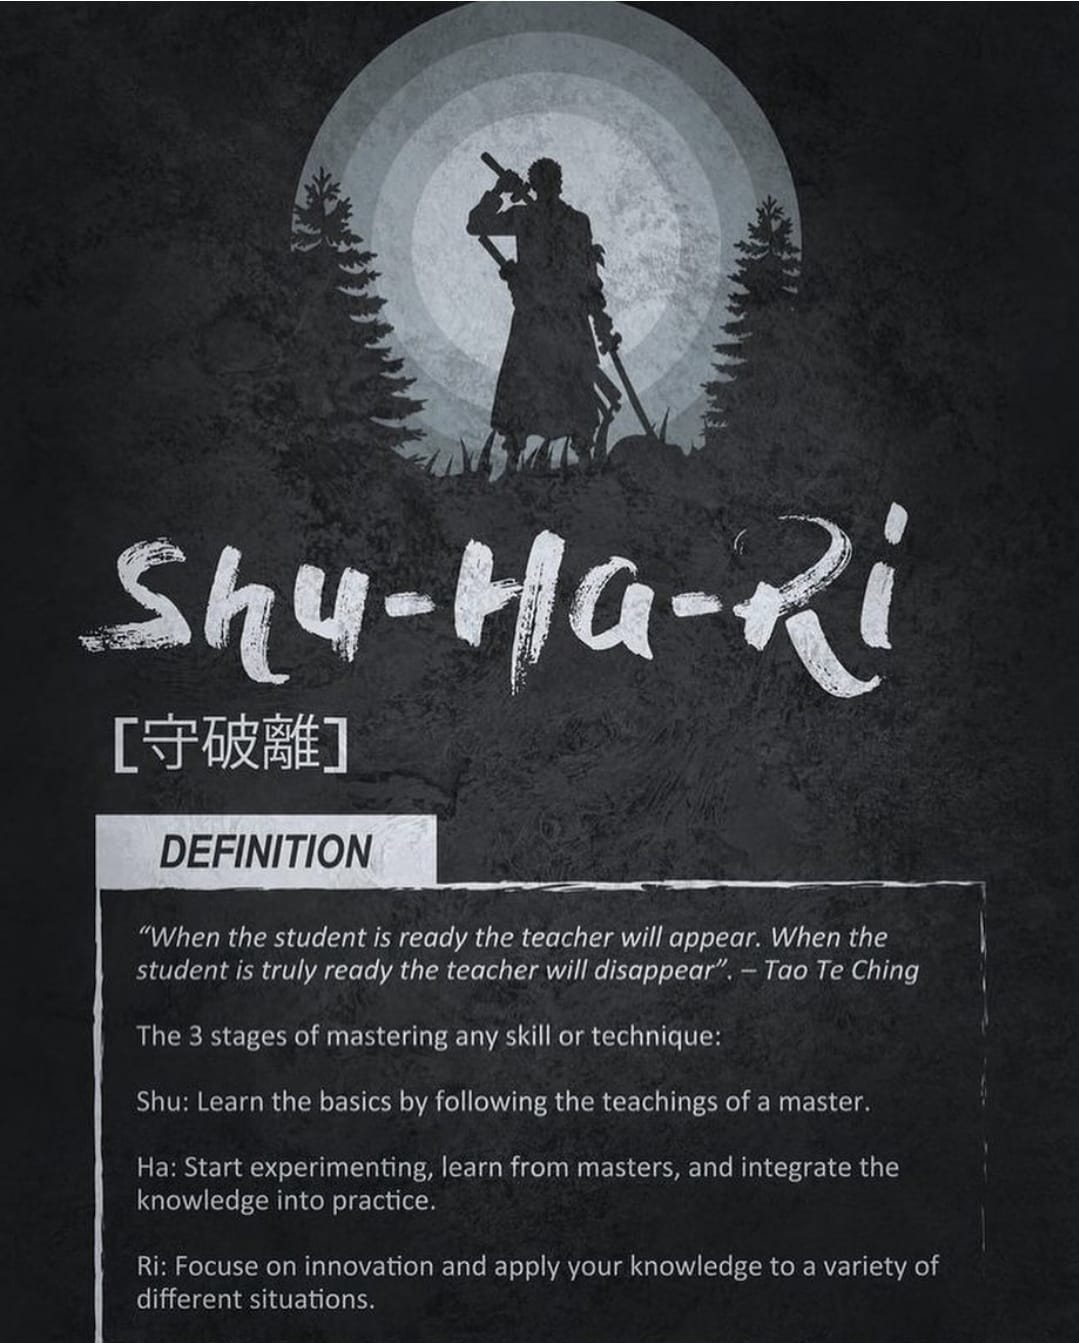 Shu-Ha-Ri
[守破離]
DEFINITION
“When the student is ready the teacher will appear. When the
student is truly ready the teacher will disappear”. – Tao Te Ching
The 3 stages of mastering any skill or technique:
Shu: Learn the basics by following the teachings of a master.
Ha: Start experimenting, learn from masters, and integrate the
knowledge into practice.
Ri: Focuse on innovation and apply your knowledge to a variety of
different situations.